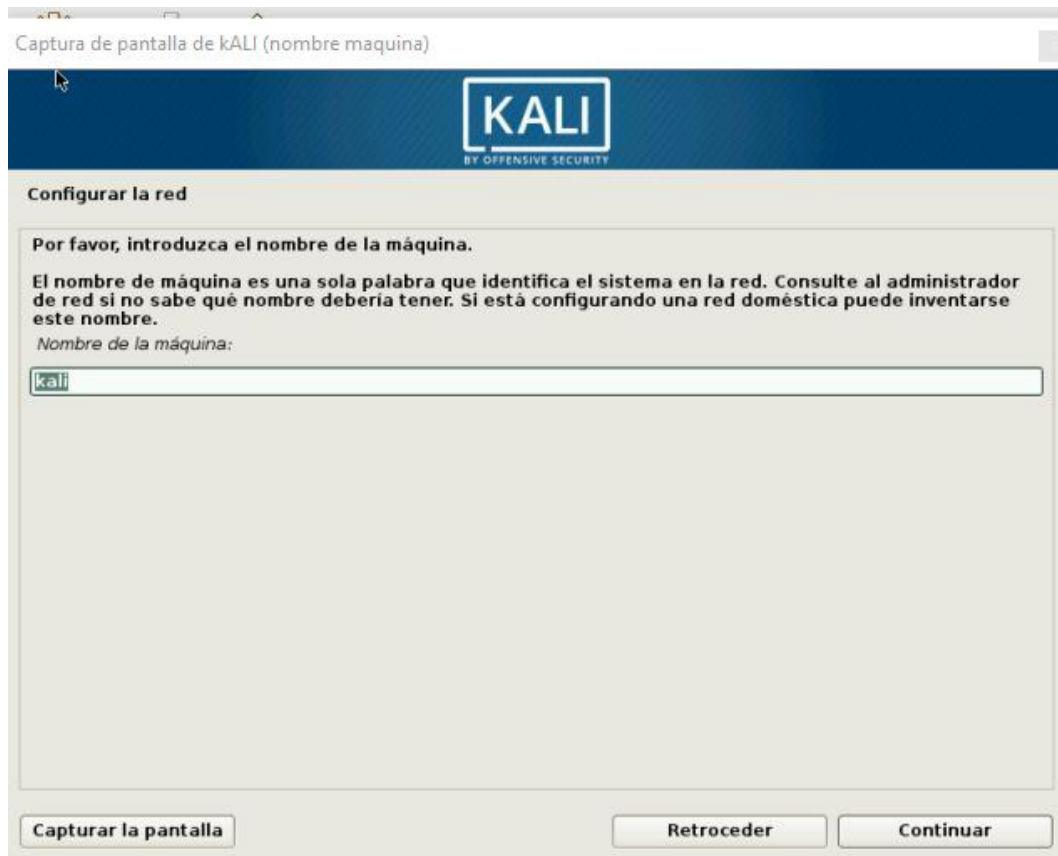 Captura de pantalla de kALI (nombre maquina)
KALI
BY OFFENSIVE SECURITY
Configurar la red
Por favor, introduzca el nombre de la máquina.
El nombre de máquina es una sola palabra que identifica el sistema en la red. Consulte al administrador
de red si no sabe qué nombre debería tener. Si está configurando una red doméstica puede inventarse
este nombre.
Nombre de la máquina:
kali
Capturar la pantalla
Retroceder
Continuar